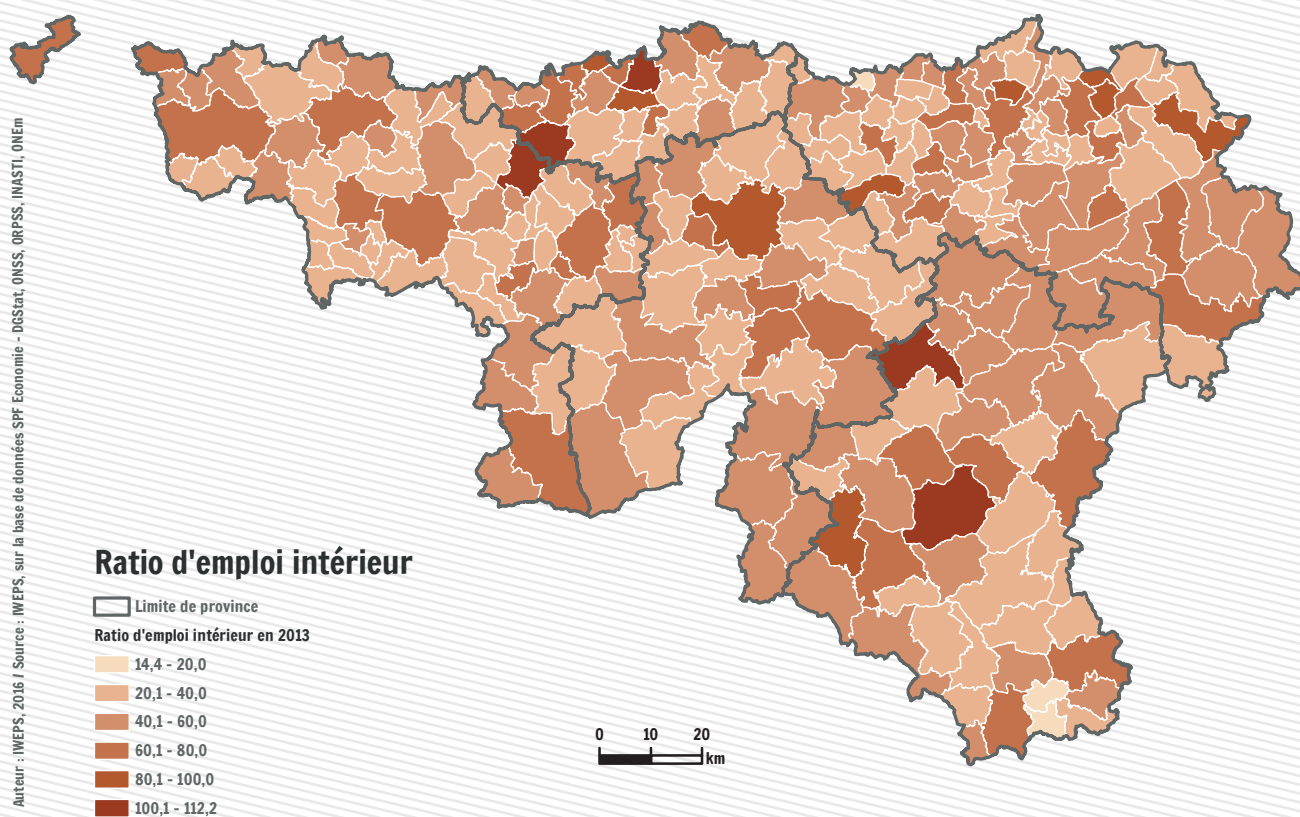 Auteur : IWEPS, 2016 / Source : IWEPS, sur la base de données SPF Economie - DGStat, ONSS, ORPSS, INASTI, ONEm
Ratio d'emploi intérieur
Limite de province
Ratio d'emploi intérieur en 2013
14,4 - 20,0
20,1 - 40,0
40,1 - 60,0
60,1 - 80,0
80,1 - 100,0
100,1 - 112,2
0 10 20
km